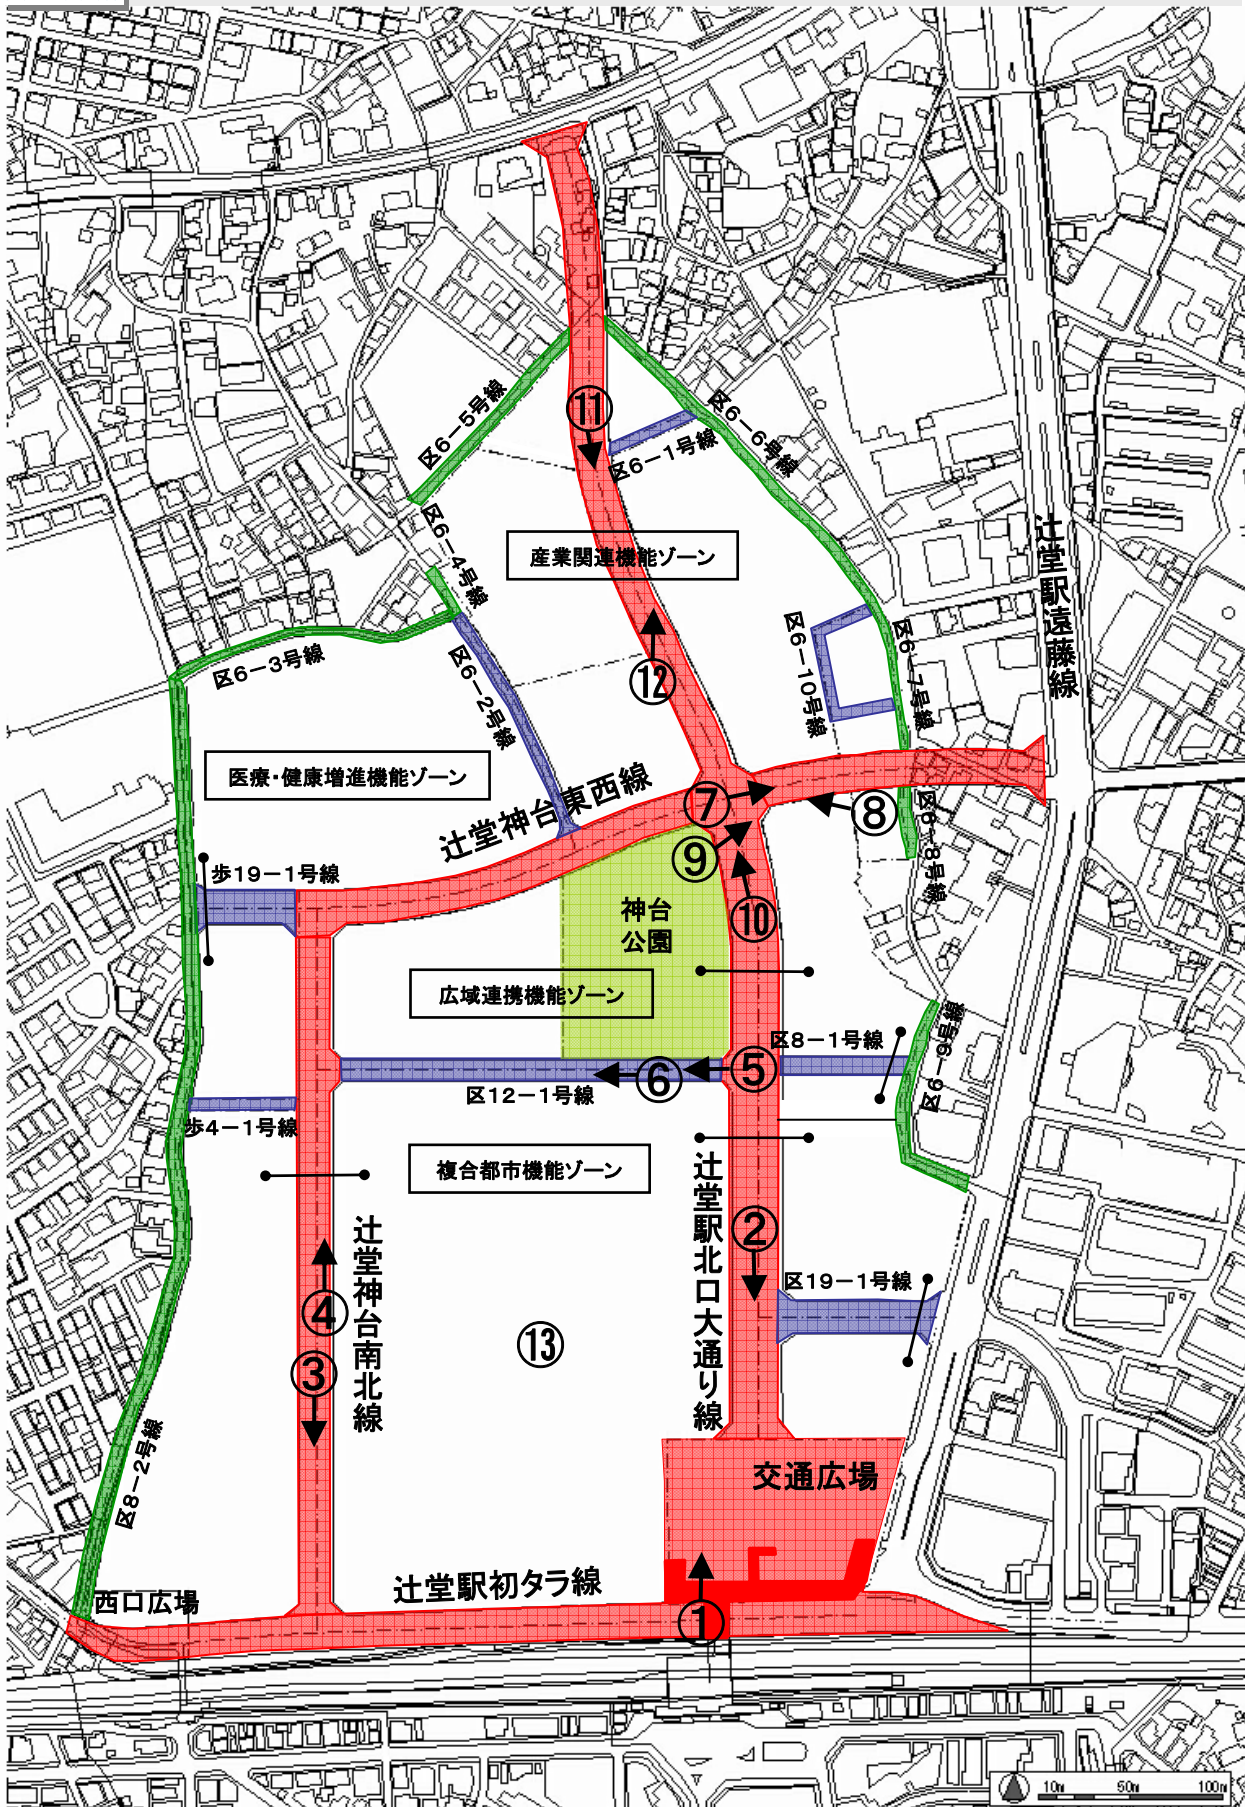 ⑪
区6-5号線
区6-6号線
区6-1号線
区6-4号線
産業関連機能ゾーン
辻堂駅遠藤線
区6-3号線
区6-2号線
⑫
区6-10号線
区6-7号線
医療・健康増進機能ゾーン
辻堂神台東西線
⑦
⑧
区6-8号線
⑨
歩19-1号線
⑩
神台
公園
広域連携機能ゾーン
区8-1号線
区6-9号線
⑤
⑥
区12-1号線
歩4-1号線
複合都市機能ゾーン
辻堂駅北口大通り線
②
辻堂神台南北線
区19-1号線
④
③
⑬
区8-2号線
交通広場
辻堂駅初タラ線
西口広場
①
10m 50m 100m